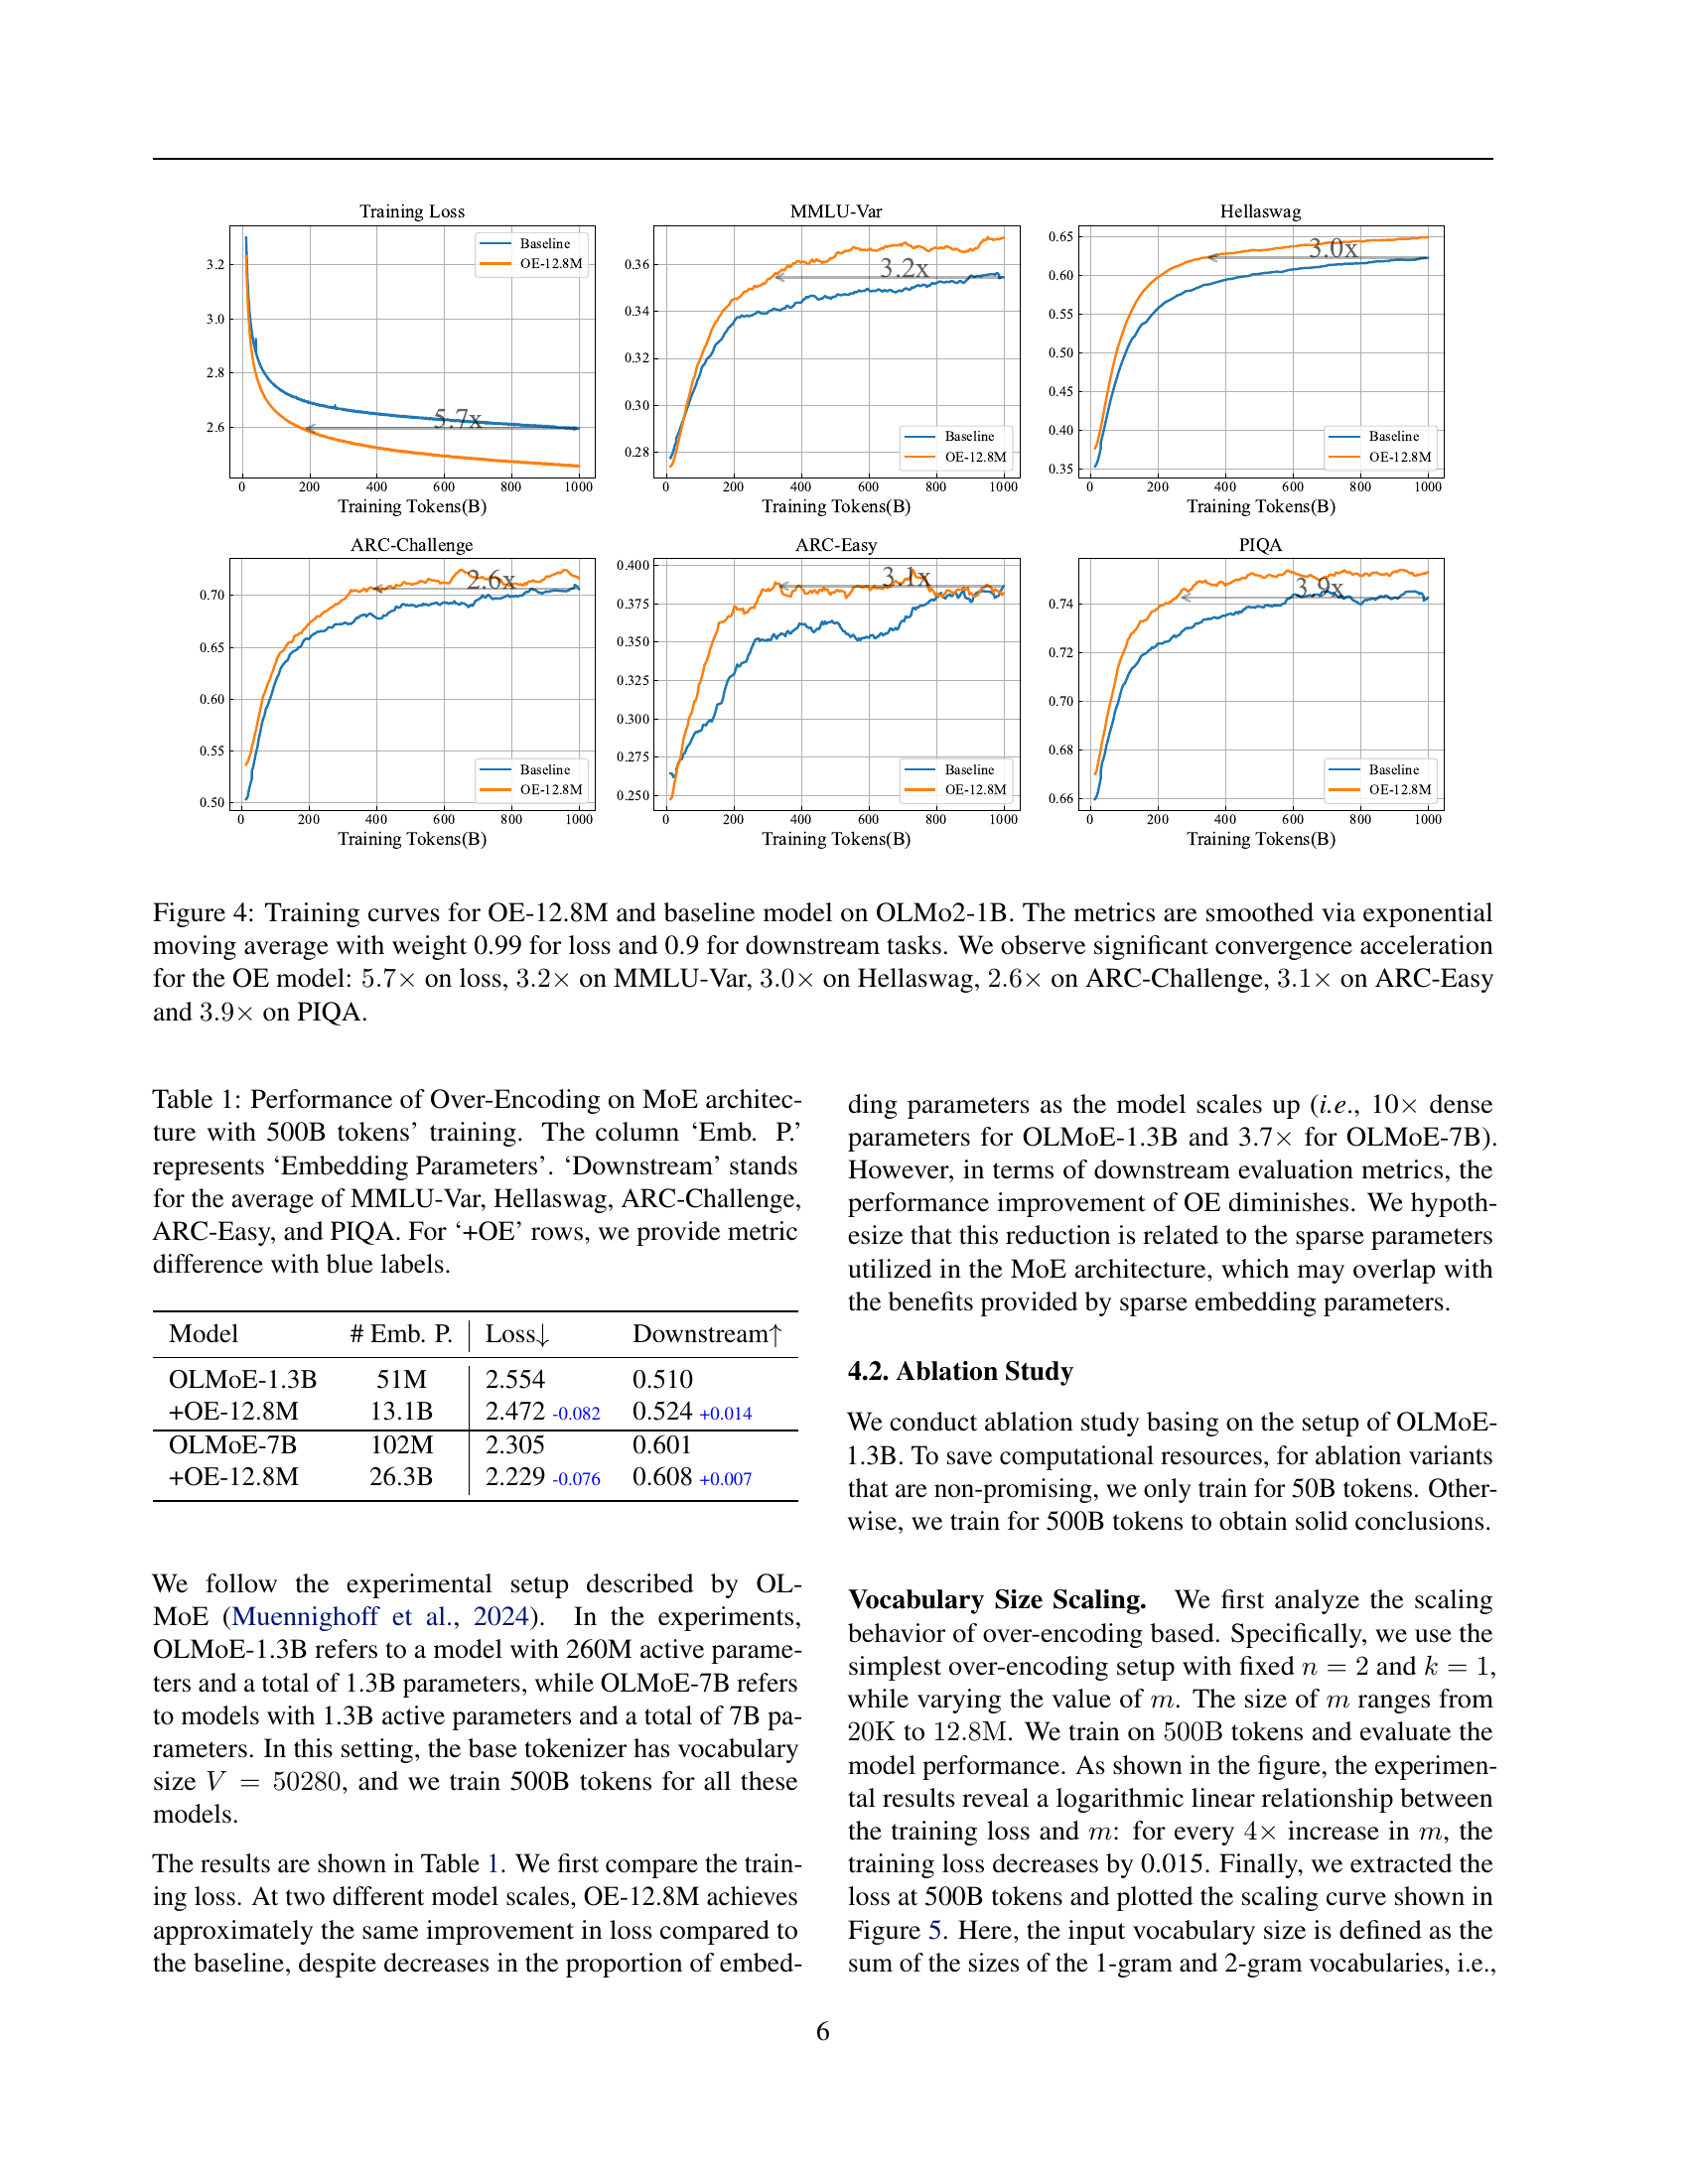 Training Loss
3.2
3.0
2.8
2.6
5.7x
Baseline
OE-12.8M
0 200 400 600 800 1000
Training Tokens(B)
MMLU-Var
0.36
0.34
0.32
0.30
0.28
3.2x
Baseline
OE-12.8M
0 200 400 600 800 1000
Training Tokens(B)
Hellaswag
0.65
0.60
0.55
0.50
0.45
0.40
0.35
3.0x
Baseline
OE-12.8M
0 200 400 600 800 1000
Training Tokens(B)
ARC-Challenge
0.70
0.65
0.60
0.55
0.50
2.6x
Baseline
OE-12.8M
0 200 400 600 800 1000
Training Tokens(B)
ARC-Easy
0.400
0.375
0.350
0.325
0.300
0.275
0.250
3.1x
Baseline
OE-12.8M
0 200 400 600 800 1000
Training Tokens(B)
PIQA
0.74
0.72
0.70
0.68
0.66
3.9x
Baseline
OE-12.8M
0 200 400 600 800 1000
Training Tokens(B)
Figure 4: Training curves for OE-12.8M and baseline model on OLMo2-1B. The metrics are smoothed via exponential
moving average with weight 0.99 for loss and 0.9 for downstream tasks. We observe significant convergence acceleration
for the OE model: 5.7× on loss, 3.2× on MMLU-Var, 3.0× on Hellaswag, 2.6× on ARC-Challenge, 3.1× on ARC-Easy
and 3.9× on PIQA.
Table 1: Performance of Over-Encoding on MoE architec-
ture with 500B tokens' training. The column 'Emb. P.'
represents 'Embedding Parameters'. 'Downstream' stands
for the average of MMLU-Var, Hellaswag, ARC-Challenge,
ARC-Easy, and PIQA. For '+OE' rows, we provide metric
difference with blue labels.
Model # Emb. P. Loss↓ Downstream↑
OLMoE-1.3B 51M 2.554 0.510
+OE-12.8M 13.1B 2.472 -0.082 0.524 +0.014
OLMoE-7B 102M 2.305 0.601
+OE-12.8M 26.3B 2.229 -0.076 0.608 +0.007
We follow the experimental setup described by OL-
MoE (Muennighoff et al., 2024). In the experiments,
OLMoE-1.3B refers to a model with 260M active parame-
ters and a total of 1.3B parameters, while OLMoE-7B refers
to models with 1.3B active parameters and a total of 7B pa-
rameters. In this setting, the base tokenizer has vocabulary
size V = 50280, and we train 500B tokens for all these
models.
The results are shown in Table 1. We first compare the train-
ing loss. At two different model scales, OE-12.8M achieves
approximately the same improvement in loss compared to
the baseline, despite decreases in the proportion of embed-
ding parameters as the model scales up (i.e., 10× dense
parameters for OLMoE-1.3B and 3.7× for OLMoE-7B).
However, in terms of downstream evaluation metrics, the
performance improvement of OE diminishes. We hypoth-
esize that this reduction is related to the sparse parameters
utilized in the MoE architecture, which may overlap with
the benefits provided by sparse embedding parameters.
4.2. Ablation Study
We conduct ablation study basing on the setup of OLMoE-
1.3B. To save computational resources, for ablation variants
that are non-promising, we only train for 50B tokens. Other-
wise, we train for 500B tokens to obtain solid conclusions.
Vocabulary Size Scaling. We first analyze the scaling
behavior of over-encoding based. Specifically, we use the
simplest over-encoding setup with fixed n = 2 and k = 1,
while varying the value of m. The size of m ranges from
20K to 12.8M. We train on 500B tokens and evaluate the
model performance. As shown in the figure, the experimen-
tal results reveal a logarithmic linear relationship between
the training loss and m: for every 4× increase in m, the
training loss decreases by 0.015. Finally, we extracted the
loss at 500B tokens and plotted the scaling curve shown in
Figure 5. Here, the input vocabulary size is defined as the
sum of the sizes of the 1-gram and 2-gram vocabularies, i.e.,
6